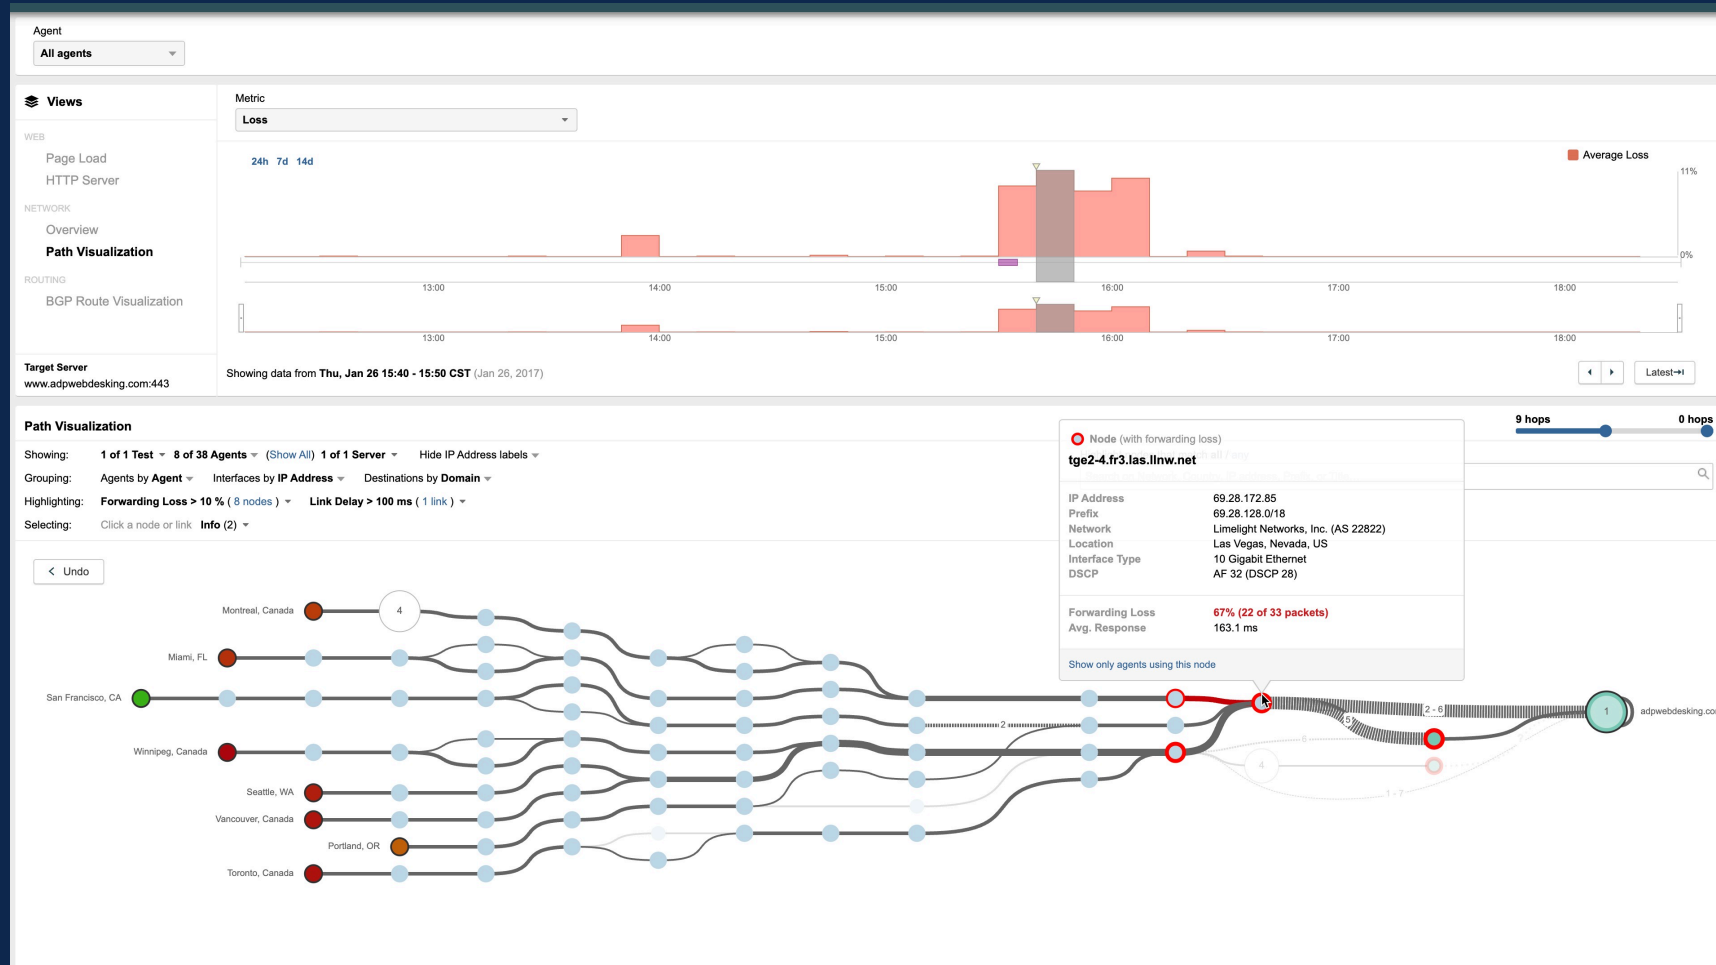 Agent
All agents
Views
WEB
Page Load
HTTP Server
NETWORK
Overview
Path Visualization
ROUTING
BGP Route Visualization
Target Server
www.adpwebdesking.com:443
Metric
Loss
24h 7d 14d
Average Loss
11%
0%
13:00 14:00 15:00 16:00 17:00 18:00
13:00 14:00 15:00 16:00 17:00 18:00
Showing data from Thu, Jan 26 15:40 - 15:50 CST (Jan 26, 2017)
Latest
Path Visualization
9 hops 0 hops
Showing: 1 of 1 Test 8 of 38 Agents (Show All) 1 of 1 Server Hide IP Address labels
Grouping: Agents by Agent Interfaces by IP Address Destinations by Domain
Highlighting: Forwarding Loss > 10 % ( 8 nodes ) Link Delay > 100 ms ( 1 link )
Selecting: Click a node or link Info (2)
Undo
Node (with forwarding loss)
tge2-4.fr3.las.llnw.net
IP Address 69.28.172.85
Prefix 69.28.128.0/18
Network Limelight Networks, Inc. (AS 22822)
Location Las Vegas, Nevada, US
Interface Type 10 Gigabit Ethernet
DSCP AF 32 (DSCP 28)
Forwarding Loss 67% (22 of 33 packets)
Avg. Response 163.1 ms
Show only agents using this node
Montreal, Canada
4
Miami, FL
San Francisco, CA
2
2 - 6
5
1
adpwebdesking.co
6
Winnipeg, Canada
4
Seattle, WA
1 - 7
Vancouver, Canada
Portland, OR
Toronto, Canada